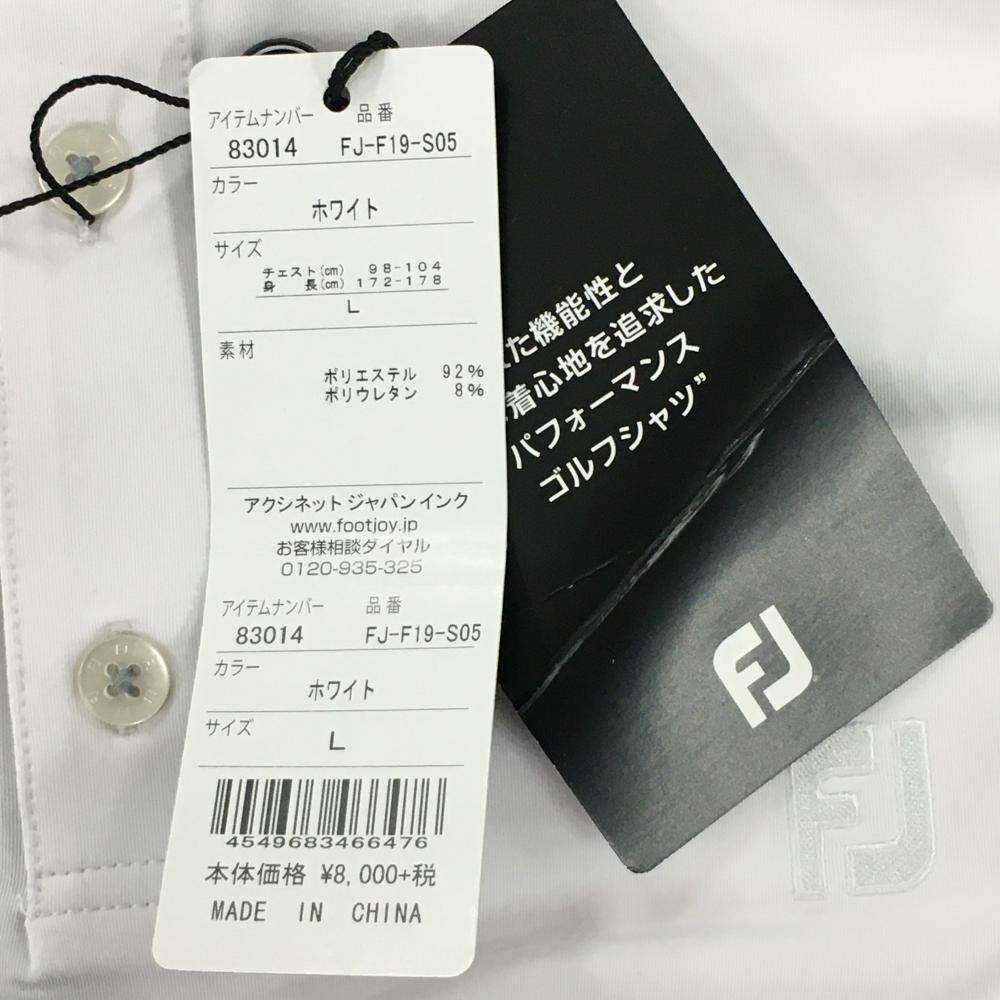 アイテムナンバー 品番
83014 FJ-F19-S05
カラー
ホワイト
サイズ
チェスト(cm) 98-104
身長(cm) 172-178
L
素材
ポリエステル 92%
ポリウレタン 8%
アクシネット ジャパン インク
www.footjoy.jp
お客様相談ダイヤル
0120-935-325
アイテムナンバー 品番
83014 FJ-F19-S05
カラー
ホワイト
サイズ
L
4549683466476
本体価格 ¥8,000+税
MADE IN CHINA
た機能性と
着心地を追求した
パフォーマンス
ゴルフシャツ”
FJ
FJ